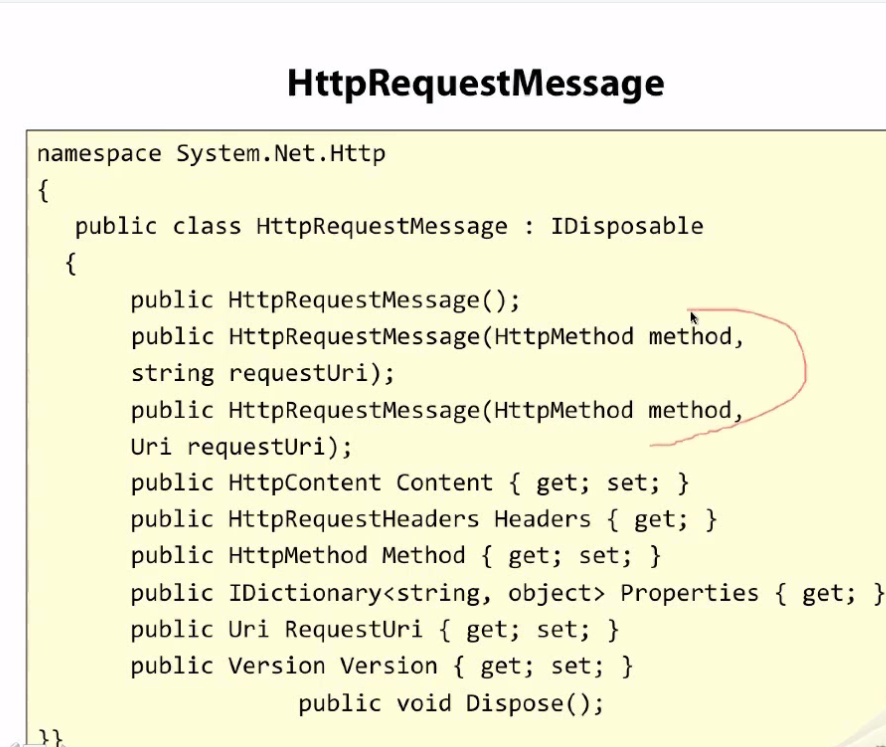 HttpRequestMessage
namespace System.Net.Http
{
public class HttpRequestMessage : IDisposable
{
public HttpRequestMessage();
public HttpRequestMessage(HttpMethod method,
string requestUri);
public HttpRequestMessage(HttpMethod method,
Uri requestUri);
public HttpContent Content { get; set; }
public HttpRequestHeaders Headers { get; }
public HttpMethod Method { get; set; }
public IDictionary<string, object> Properties { get; }
public Uri RequestUri { get; set; }
public Version Version { get; set; }
public void Dispose();
}}